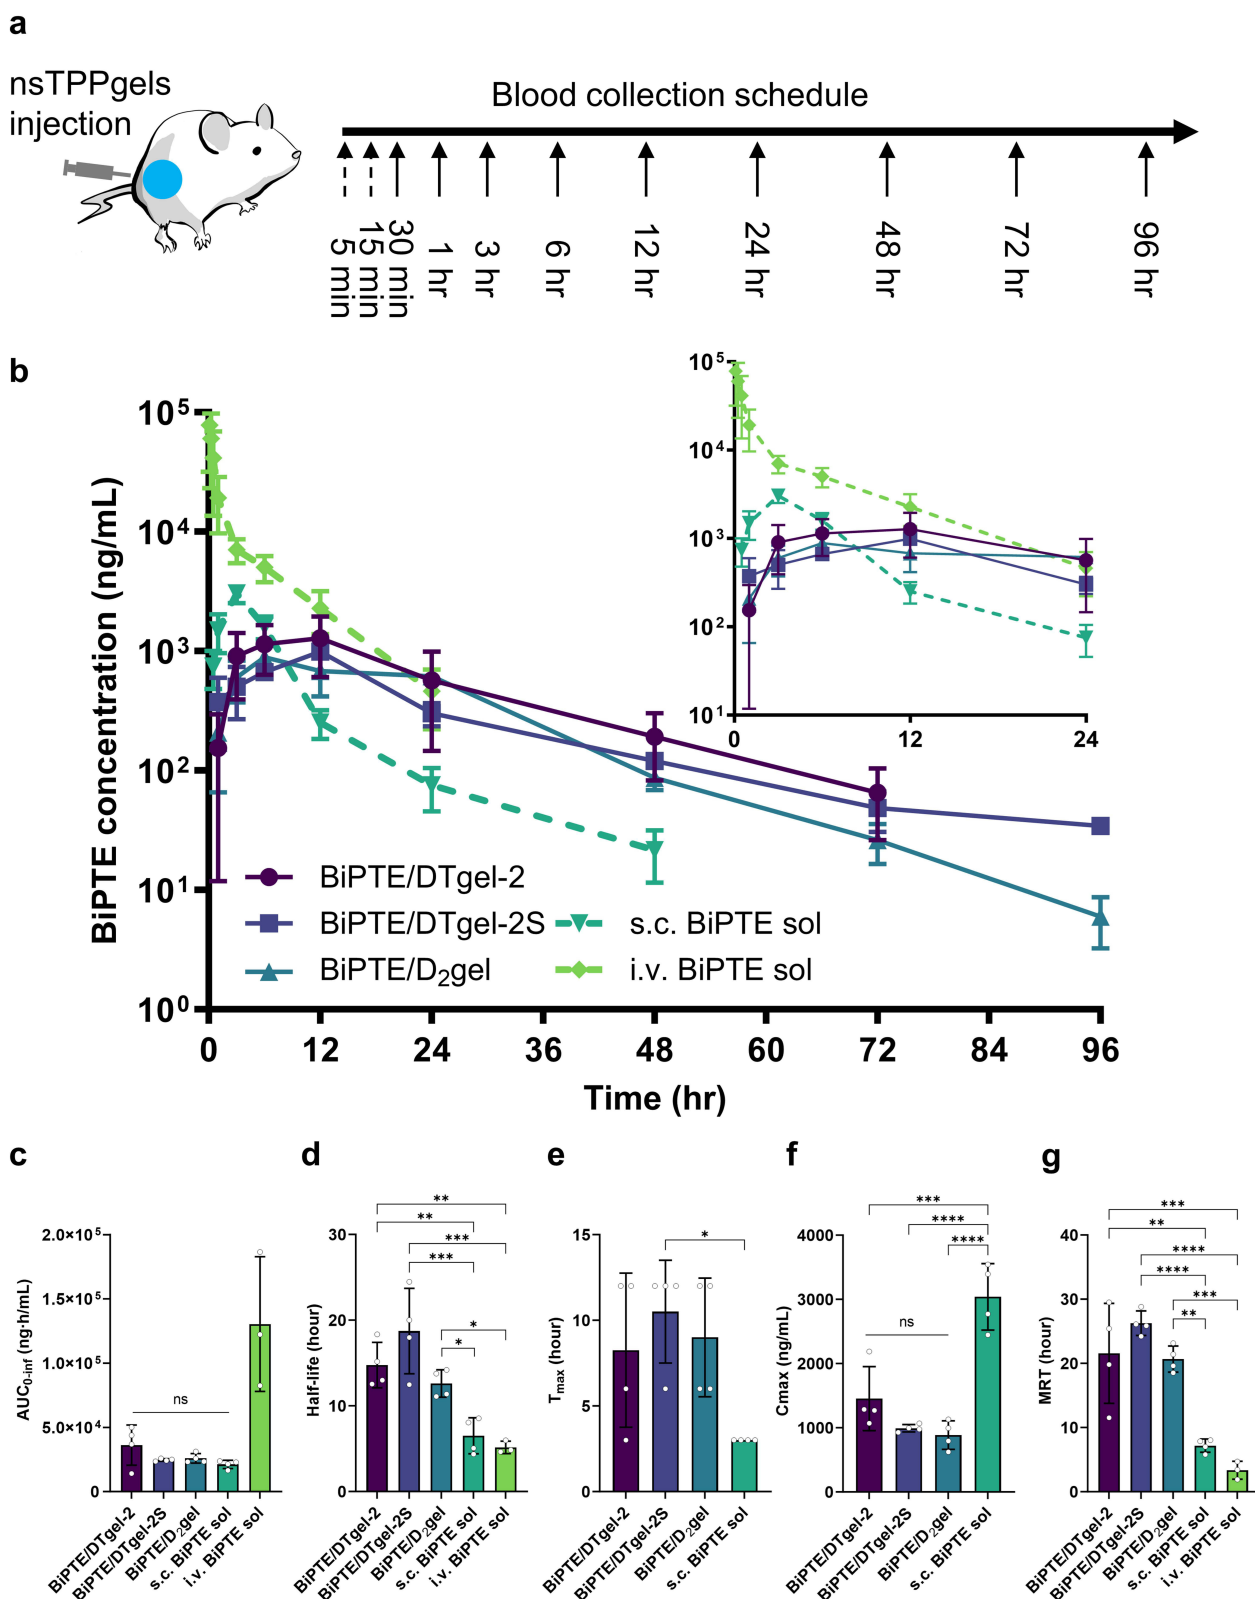 a
nsTPPgels
injection
Blood collection schedule
5 min
15 min
30 min
1 hr
3 hr
6 hr
12 hr
24 hr
48 hr
72 hr
96 hr
b
BiPTE concentration (ng/mL)
10⁵
10⁴
10³
10²
10¹
10⁰
0 12 24 36 48 60 72 84 96
Time (hr)
10⁵
10⁴
10³
10²
10¹
0 12 24
BiPTE/DTgel-2
BiPTE/DTgel-2S
BiPTE/D₂gel
s.c. BiPTE sol
i.v. BiPTE sol
c
AUC₀₋inf (ng·h/mL)
2.0×10⁵
1.5×10⁵
1.0×10⁵
5.0×10⁴
0
ns
BiPTE/DTgel-2
BiPTE/DTgel-2S
BiPTE/D₂gel
s.c. BiPTE sol
i.v. BiPTE sol
d
Half-life (hour)
30
20
10
0
**
**
***
***
*
*
BiPTE/DTgel-2
BiPTE/DTgel-2S
BiPTE/D₂gel
s.c. BiPTE sol
i.v. BiPTE sol
e
Tmax (hour)
15
10
5
0
*
BiPTE/DTgel-2
BiPTE/DTgel-2S
BiPTE/D₂gel
s.c. BiPTE sol
f
Cmax (ng/mL)
4000
3000
2000
1000
0
***
****
****
ns
BiPTE/DTgel-2
BiPTE/DTgel-2S
BiPTE/D₂gel
s.c. BiPTE sol
g
MRT (hour)
40
30
20
10
0
***
**
****
****
***
**
BiPTE/DTgel-2
BiPTE/DTgel-2S
BiPTE/D₂gel
s.c. BiPTE sol
i.v. BiPTE sol